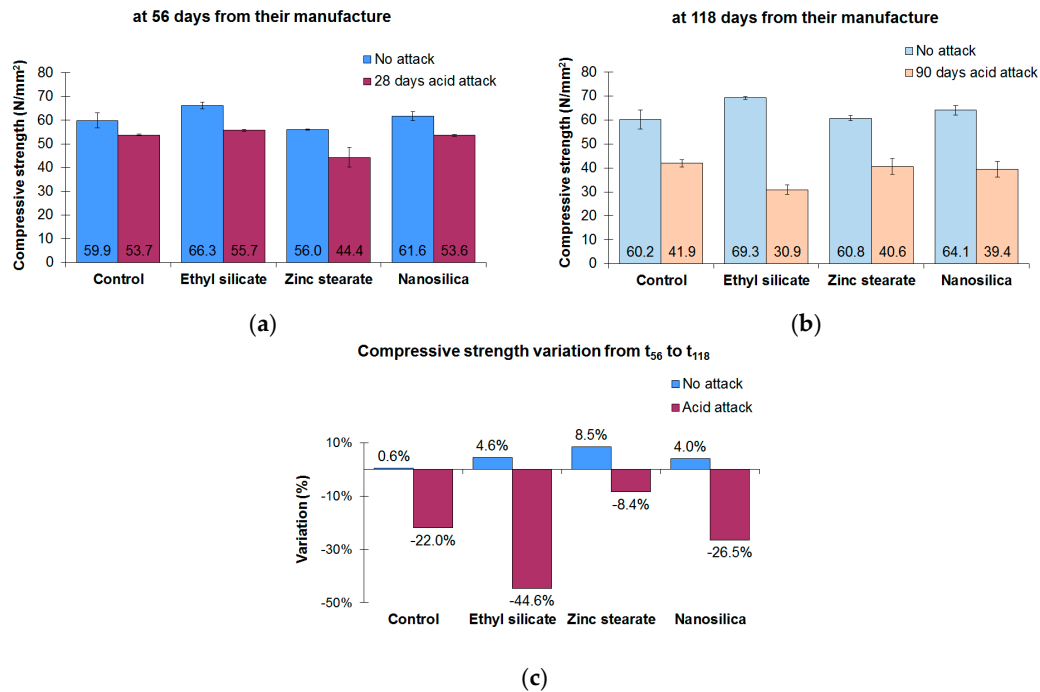 at 56 days from their manufacture
No attack
28 days acid attack
Compressive strength (N/mm²)
80
70
60
50
40
30
20
10
0
59.9 53.7 66.3 55.7 56.0 44.4 61.6 53.6
Control Ethyl silicate Zinc stearate Nanosilica
(a)
at 118 days from their manufacture
No attack
90 days acid attack
Compressive strength (N/mm²)
80
70
60
50
40
30
20
10
0
60.2 41.9 69.3 30.9 60.8 40.6 64.1 39.4
Control Ethyl silicate Zinc stearate Nanosilica
(b)
Compressive strength variation from t₅₆ to t₁₁₈
No attack
Acid attack
Variation (%)
10%
-10%
-30%
-50%
0.6% 4.6% 8.5% 4.0%
-22.0% -44.6% -8.4% -26.5%
Control Ethyl silicate Zinc stearate Nanosilica
(c)